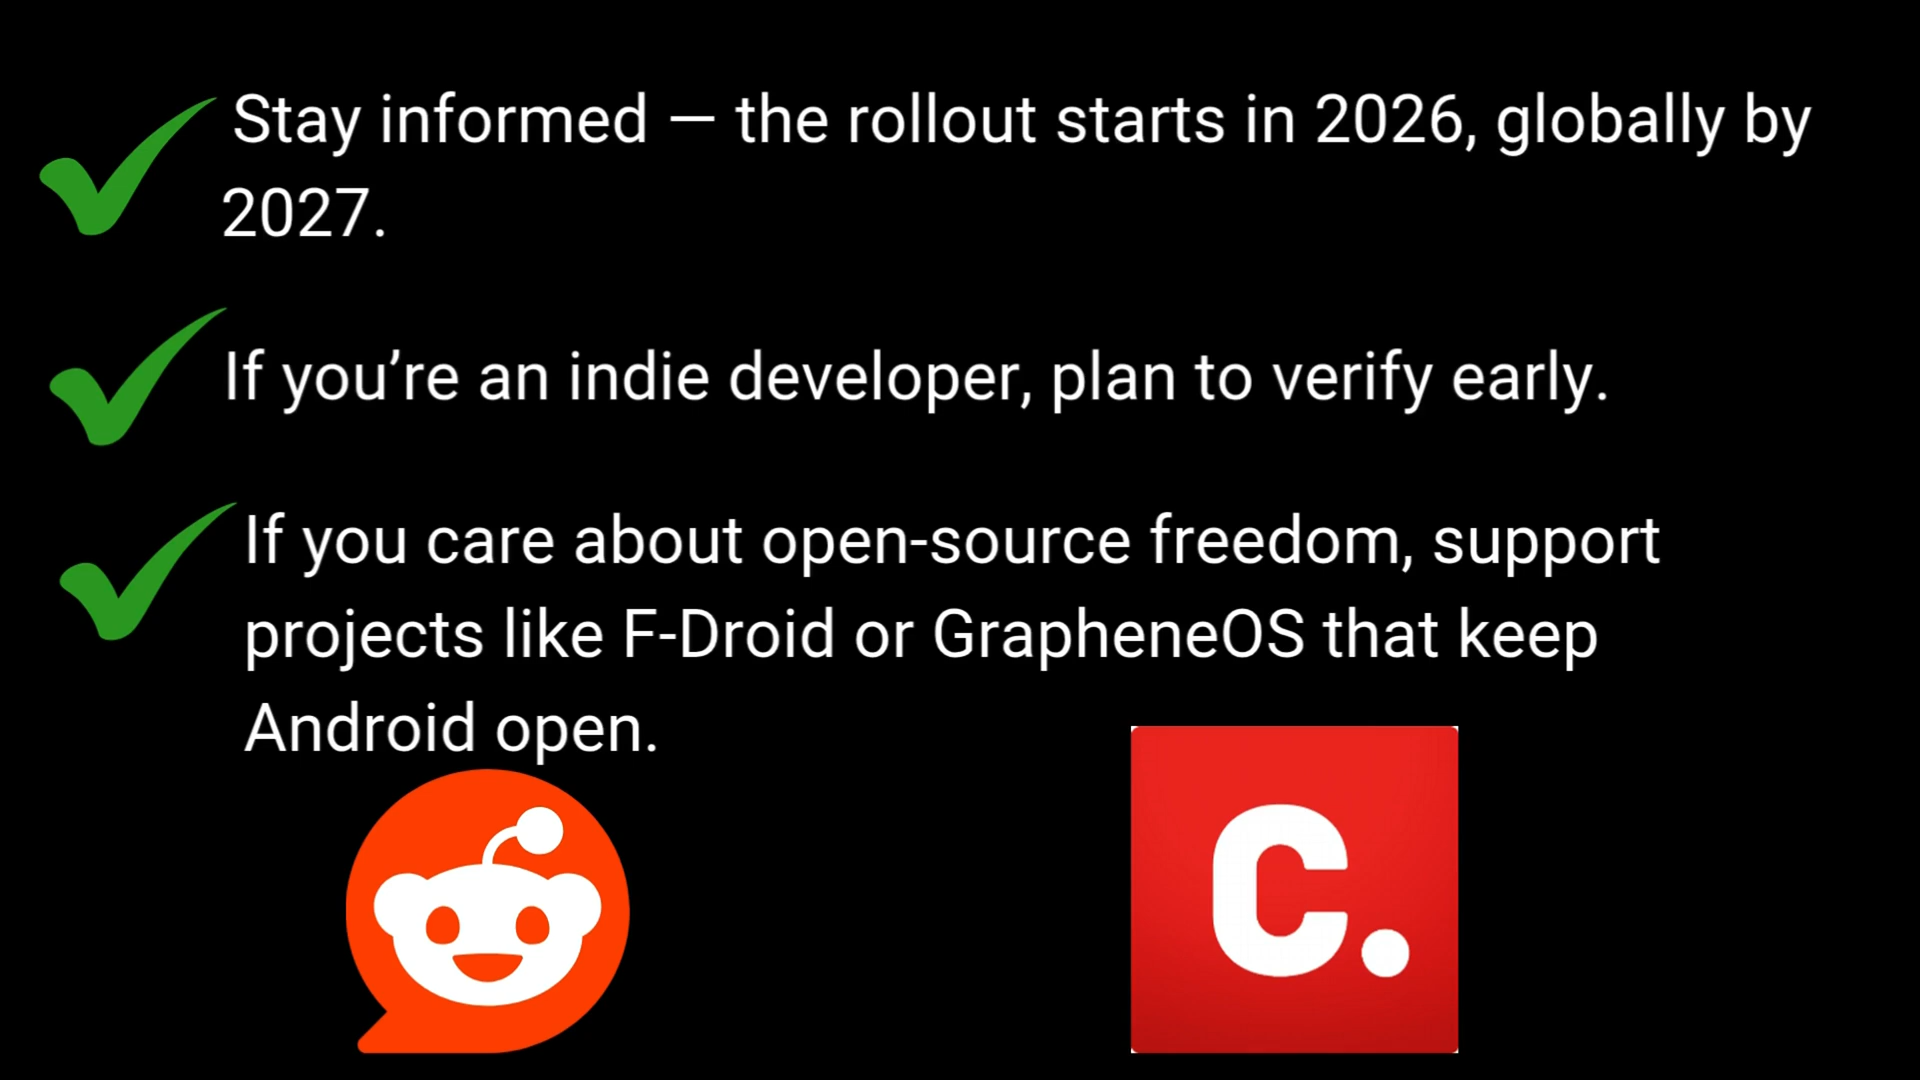 Stay informed — the rollout starts in 2026, globally by
2027.
If you’re an indie developer, plan to verify early.
If you care about open-source freedom, support
projects like F-Droid or GrapheneOS that keep
Android open.
C.